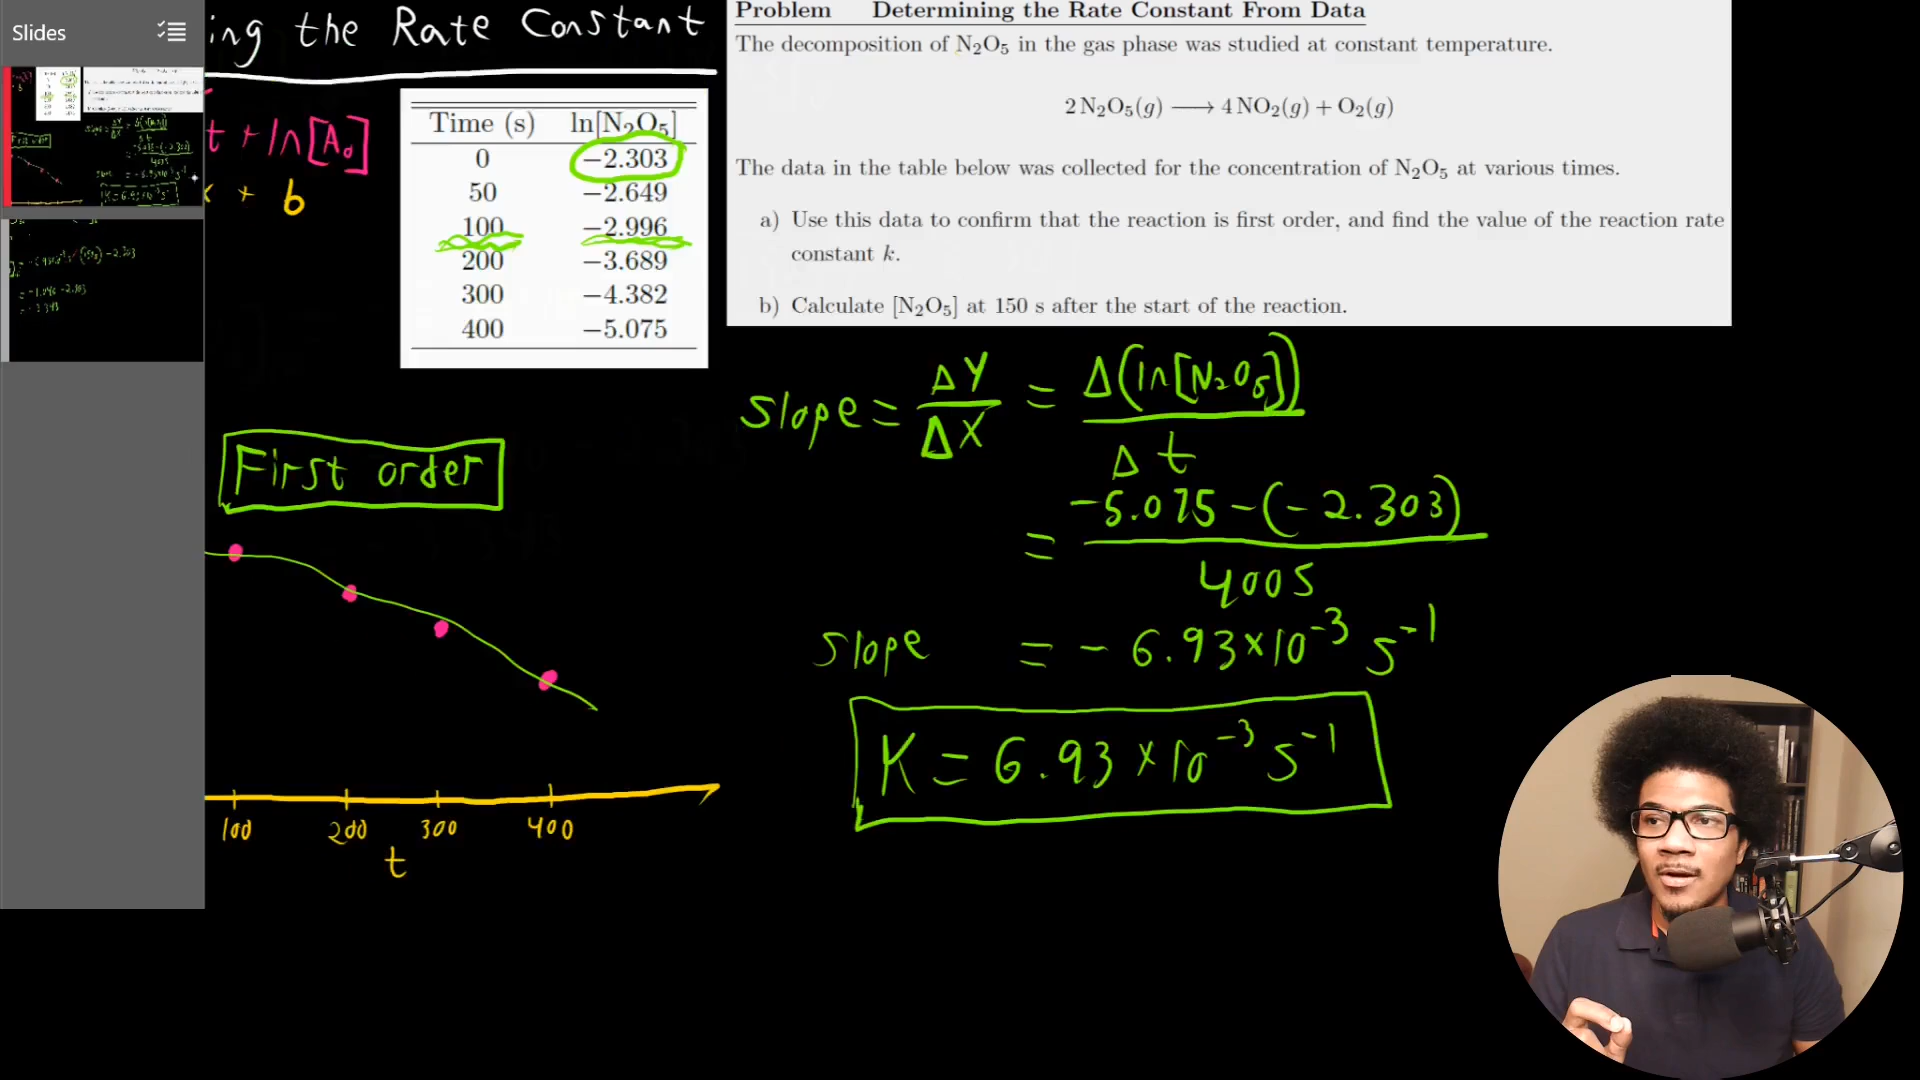 Slides
ing the Rate Constant
t + ln[A₀]
+ b
Time (s) ln[N₂O₅]
0 −2.303
50 −2.649
100 −2.996
200 −3.689
300 −4.382
400 −5.075
Problem Determining the Rate Constant From Data
The decomposition of N₂O₅ in the gas phase was studied at constant temperature.
2 N₂O₅(g) ⟶ 4 NO₂(g) + O₂(g)
The data in the table below was collected for the concentration of N₂O₅ at various times.
a) Use this data to confirm that the reaction is first order, and find the value of the reaction rate
constant k.
b) Calculate [N₂O₅] at 150 s after the start of the reaction.
First order
100 200 300 400
t
Slope = ΔY/ΔX = Δ(ln[N₂O₅])/Δt
= −5.075 − (−2.303)/400s
Slope = − 6.93×10⁻³ s⁻¹
K = 6.93 ×10⁻³ s⁻¹